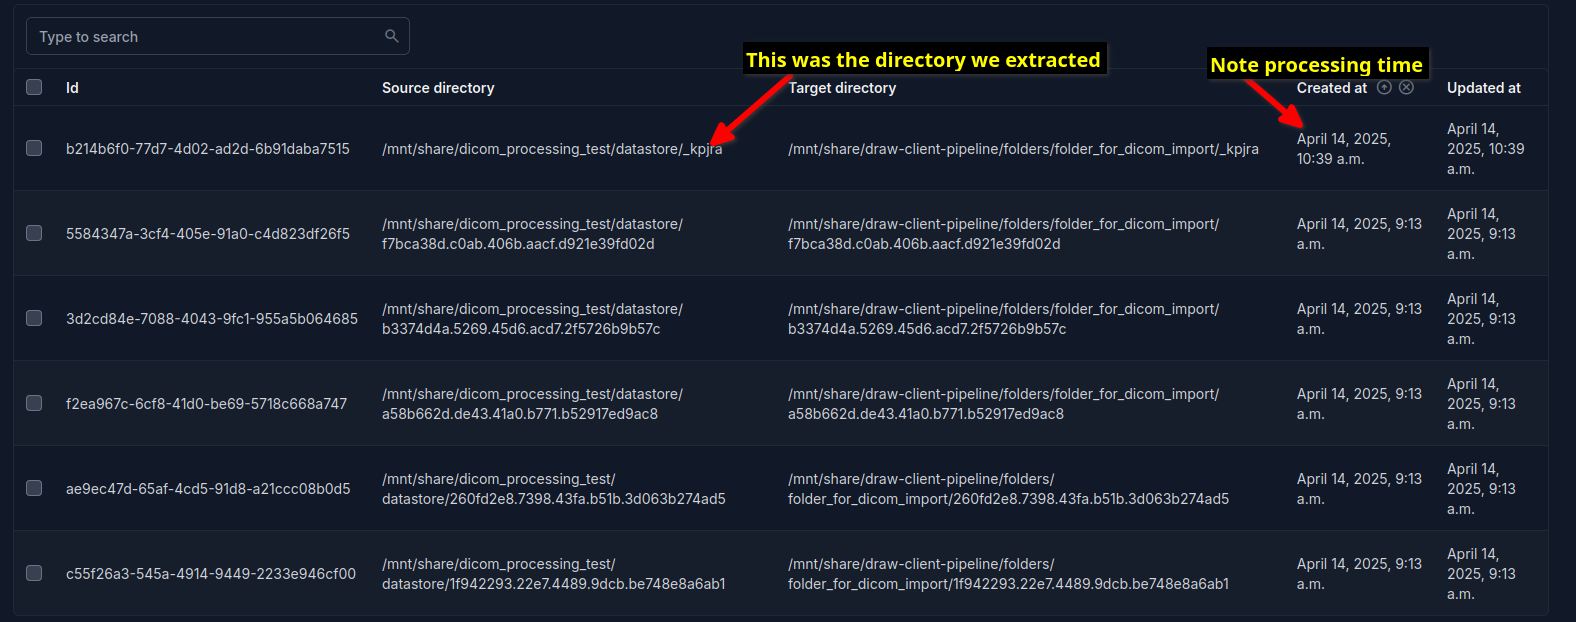 Type to search
This was the directory we extracted
Note processing time
Id Source directory Target directory Created at Updated at
b214b6f0-77d7-4d02-ad2d-6b91daba7515 /mnt/share/dicom_processing_test/datastore/_kpjra /mnt/share/draw-client-pipeline/folders/folder_for_dicom_import/_kpjra
April 14, 2025,
10:39 a.m.
April 14,
2025, 10:39
a.m.
5584347a-3cf4-405e-91a0-c4d823df26f5
/mnt/share/dicom_processing_test/datastore/
f7bca38d.c0ab.406b.aacf.d921e39fd02d
/mnt/share/draw-client-pipeline/folders/folder_for_dicom_import/
f7bca38d.c0ab.406b.aacf.d921e39fd02d
April 14, 2025, 9:13
a.m.
April 14,
2025, 9:13
a.m.
3d2cd84e-7088-4043-9fc1-955a5b064685
/mnt/share/dicom_processing_test/datastore/
b3374d4a.5269.45d6.acd7.2f5726b9b57c
/mnt/share/draw-client-pipeline/folders/folder_for_dicom_import/
b3374d4a.5269.45d6.acd7.2f5726b9b57c
April 14, 2025, 9:13
a.m.
April 14,
2025, 9:13
a.m.
f2ea967c-6cf8-41d0-be69-5718c668a747
/mnt/share/dicom_processing_test/datastore/
a58b662d.de43.41a0.b771.b52917ed9ac8
/mnt/share/draw-client-pipeline/folders/folder_for_dicom_import/
a58b662d.de43.41a0.b771.b52917ed9ac8
April 14, 2025, 9:13
a.m.
April 14,
2025, 9:13
a.m.
ae9ec47d-65af-4cd5-91d8-a21ccc08b0d5
/mnt/share/dicom_processing_test/
datastore/260fd2e8.7398.43fa.b51b.3d063b274ad5
/mnt/share/draw-client-pipeline/folders/
folder_for_dicom_import/260fd2e8.7398.43fa.b51b.3d063b274ad5
April 14, 2025, 9:13
a.m.
April 14,
2025, 9:13
a.m.
c55f26a3-545a-4914-9449-2233e946cf00
/mnt/share/dicom_processing_test/
datastore/1f942293.22e7.4489.9dcb.be748e8a6ab1
/mnt/share/draw-client-pipeline/folders/
folder_for_dicom_import/1f942293.22e7.4489.9dcb.be748e8a6ab1
April 14, 2025, 9:13
a.m.
April 14,
2025, 9:13
a.m.